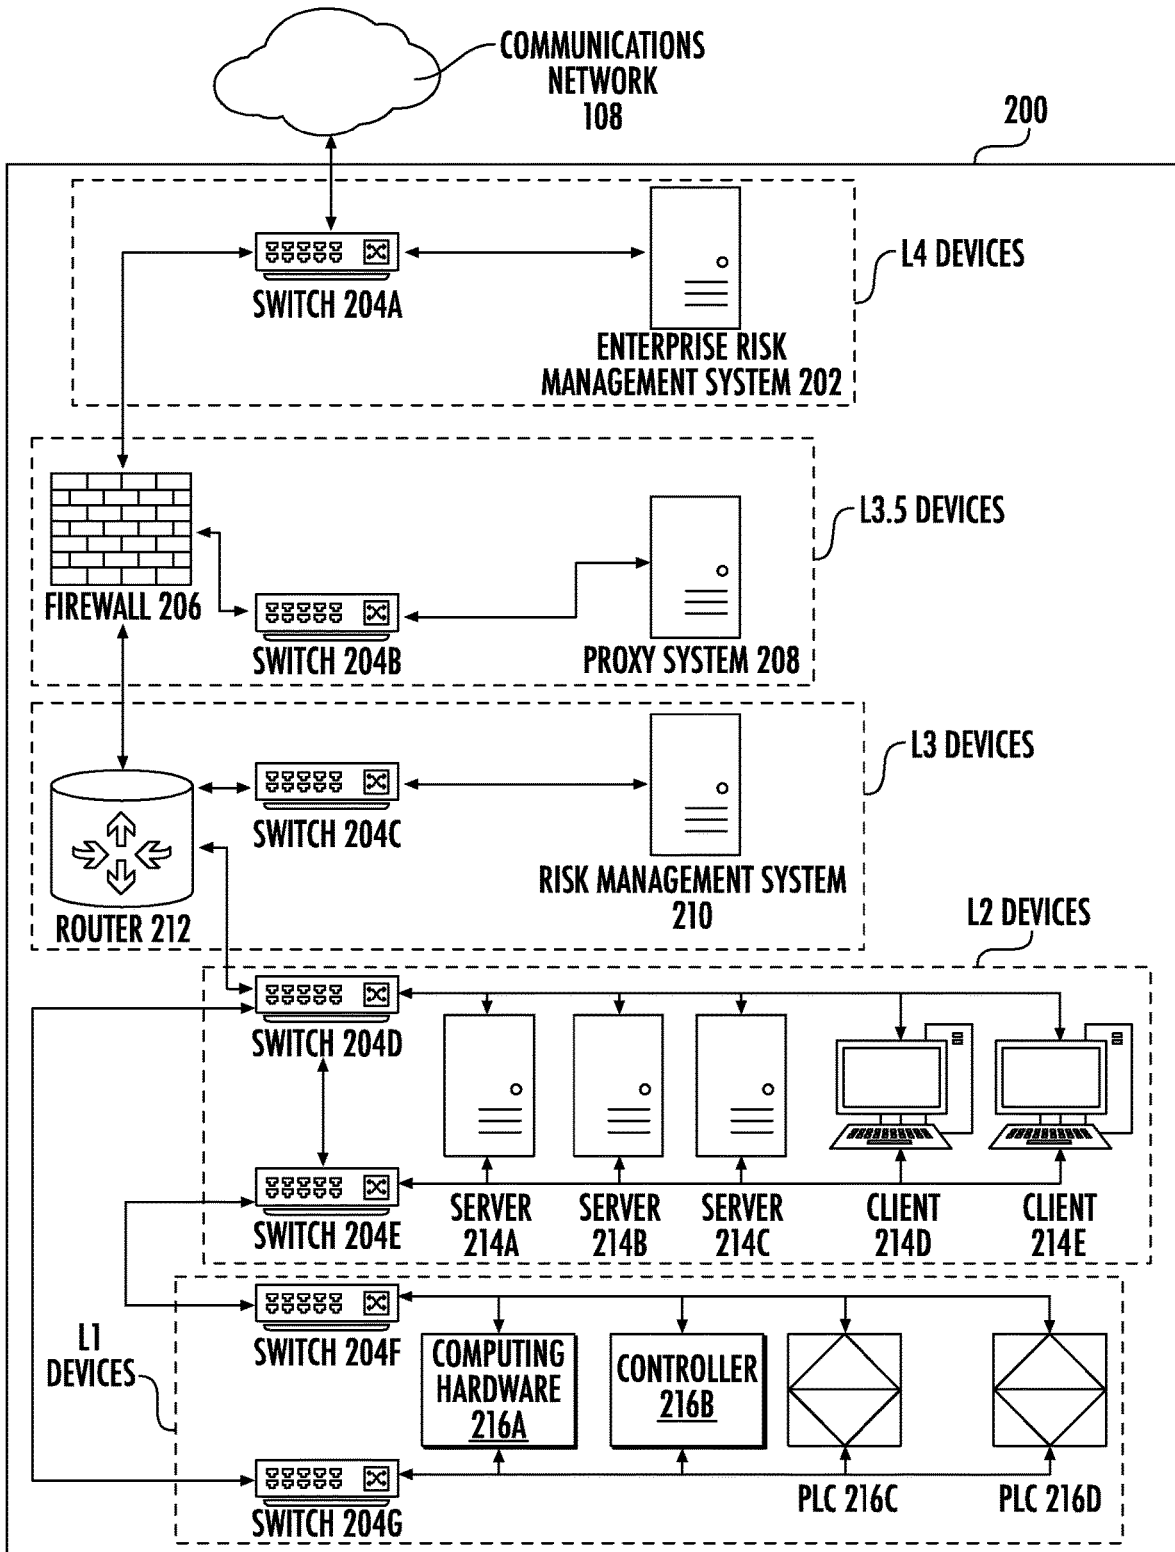 COMMUNICATIONS
NETWORK
108
200
L4 DEVICES
SWITCH 204A
ENTERPRISE RISK
MANAGEMENT SYSTEM 202
L3.5 DEVICES
FIREWALL 206
SWITCH 204B
PROXY SYSTEM 208
L3 DEVICES
SWITCH 204C
RISK MANAGEMENT SYSTEM
210
ROUTER 212
L2 DEVICES
SWITCH 204D
SWITCH 204E
SERVER
214A
SERVER
214B
SERVER
214C
CLIENT
214D
CLIENT
214E
L1
DEVICES
SWITCH 204F
COMPUTING
HARDWARE
216A
CONTROLLER
216B
PLC 216C
PLC 216D
SWITCH 204G